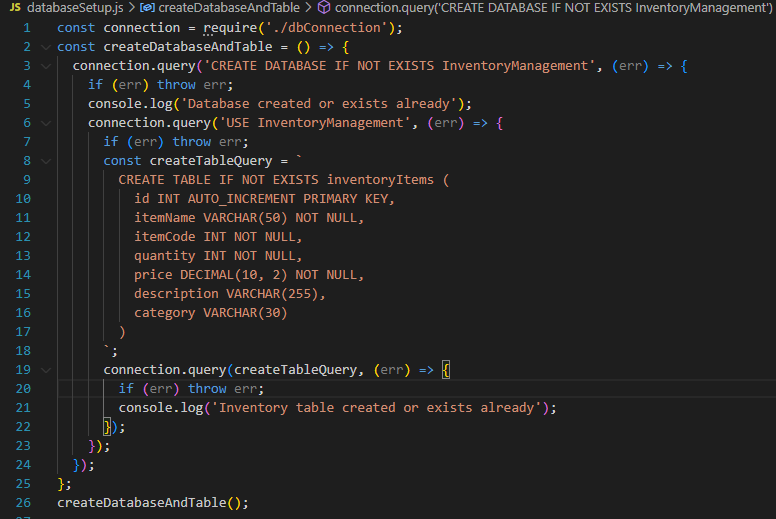 JS databaseSetup.js > createDatabaseAndTable > connection.query('CREATE DATABASE IF NOT EXISTS InventoryManagement')
1 const connection = require('./dbConnection');
2 const createDatabaseAndTable = () => {
3 connection.query('CREATE DATABASE IF NOT EXISTS InventoryManagement', (err) => {
4 if (err) throw err;
5 console.log('Database created or exists already');
6 connection.query('USE InventoryManagement', (err) => {
7 if (err) throw err;
8 const createTableQuery = `
9 CREATE TABLE IF NOT EXISTS inventoryItems (
10 id INT AUTO_INCREMENT PRIMARY KEY,
11 itemName VARCHAR(50) NOT NULL,
12 itemCode INT NOT NULL,
13 quantity INT NOT NULL,
14 price DECIMAL(10, 2) NOT NULL,
15 description VARCHAR(255),
16 category VARCHAR(30)
17 )
18 `;
19 connection.query(createTableQuery, (err) => {
20 if (err) throw err;
21 console.log('Inventory table created or exists already');
22 });
23 });
24 });
25 };
26 createDatabaseAndTable();